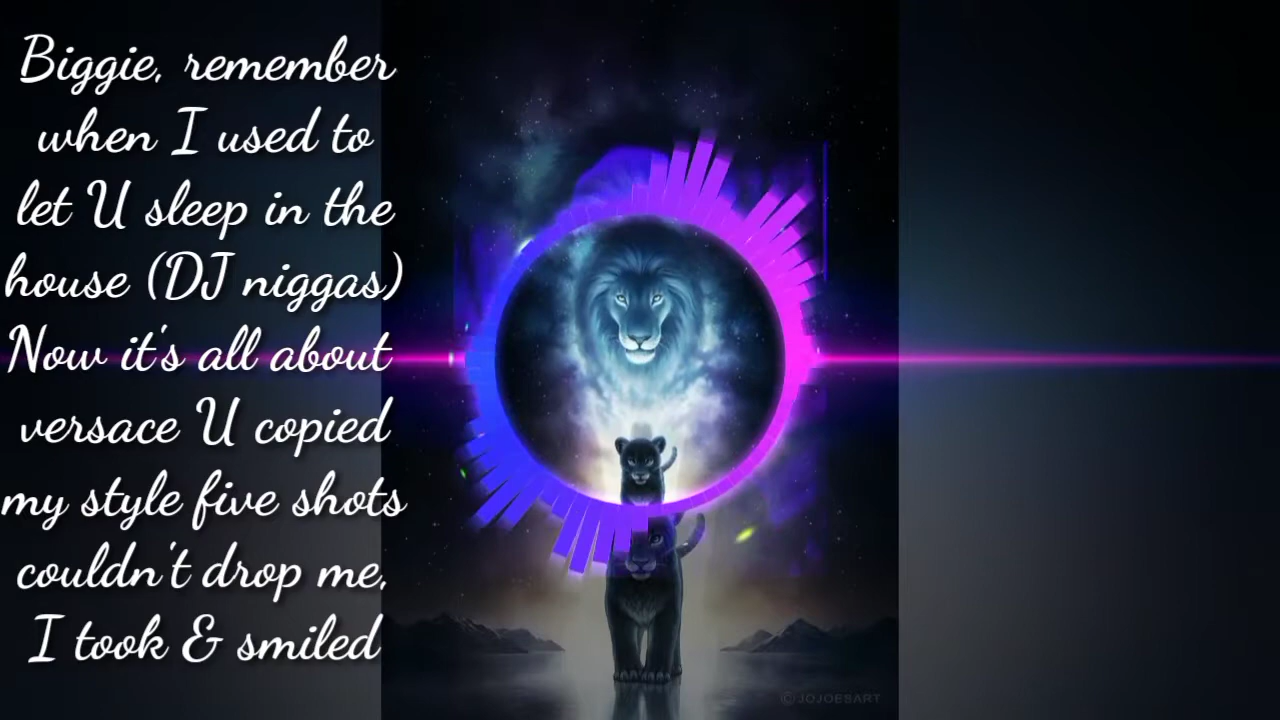 Biggie, remember
when I used to
let U sleep in the
house (DJ niggas)
Now it's all about
versace U copied
my style five shots
couldn't drop me,
I took & smiled
© JOJOESART